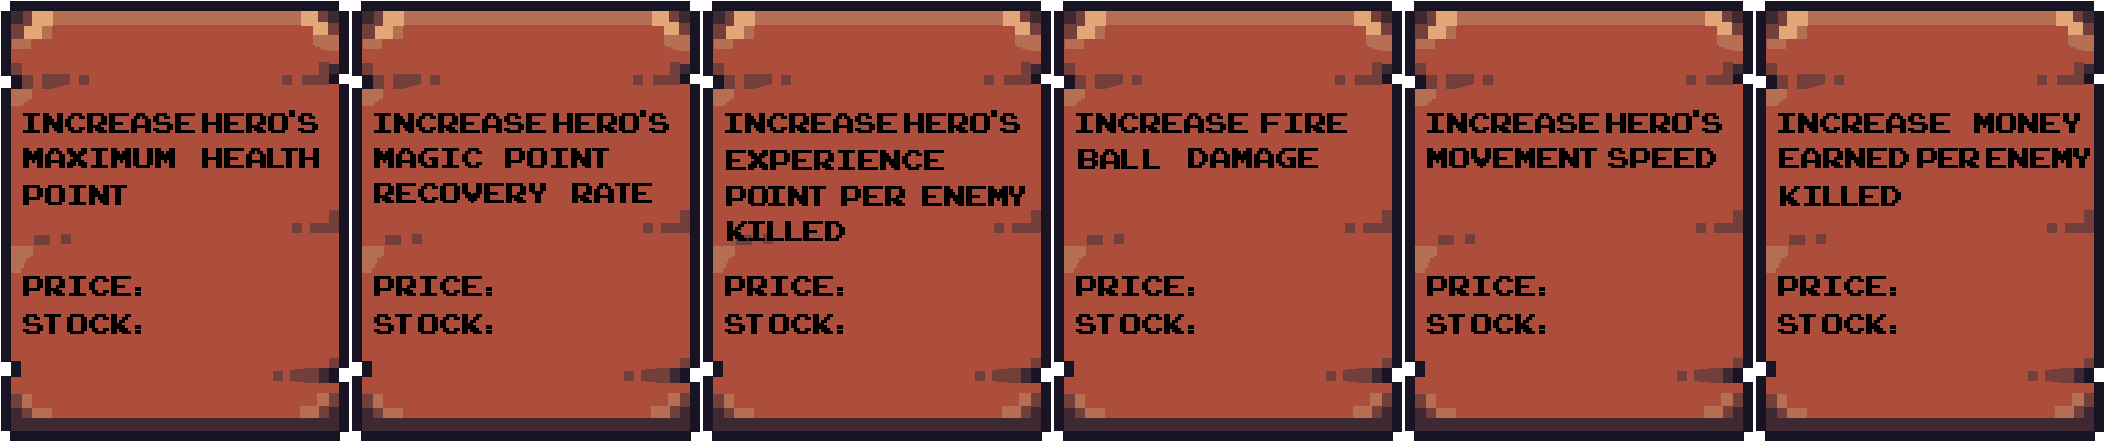 INCREASE HERO'S
MAXIMUM HEALTH
POINT
PRICE:
STOCK:
INCREASE HERO'S
MAGIC POINT
RECOVERY RATE
PRICE:
STOCK:
INCREASE HERO'S
EXPERIENCE
POINT PER ENEMY
KILLED
PRICE:
STOCK:
INCREASE FIRE
BALL DAMAGE
PRICE:
STOCK:
INCREASE HERO'S
MOVEMENT SPEED
PRICE:
STOCK:
INCREASE MONEY
EARNED PER ENEMY
KILLED
PRICE:
STOCK: